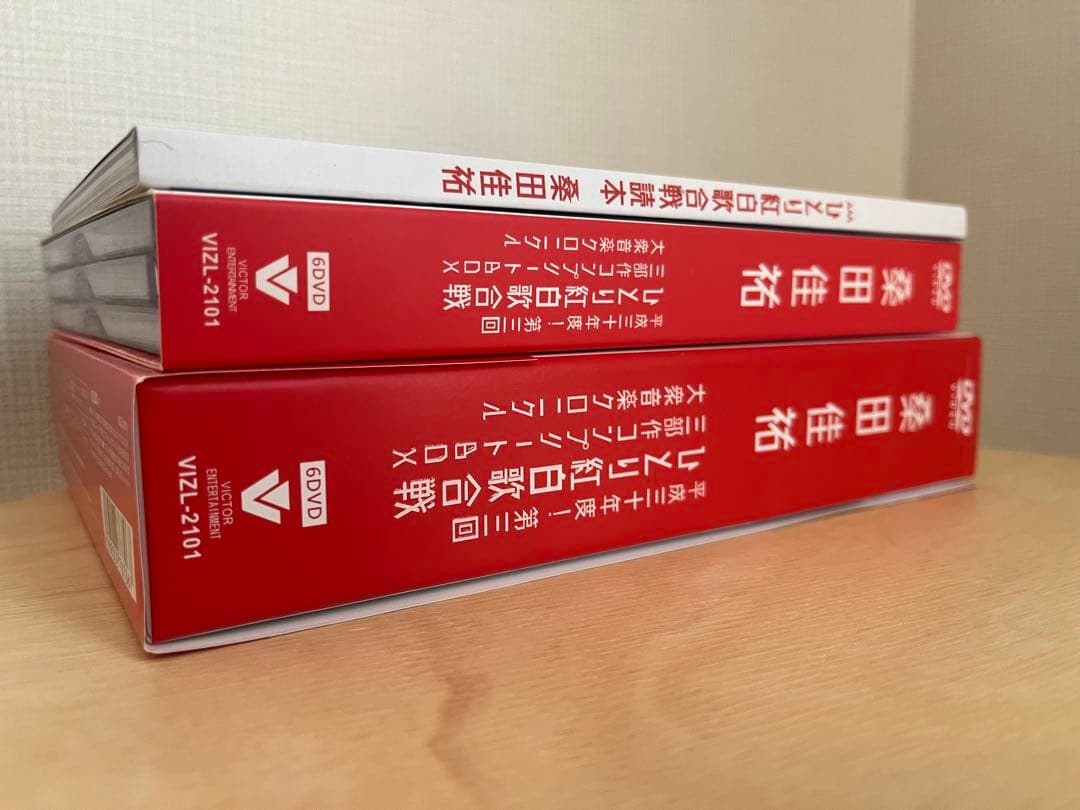 AAA ひとり紅白歌合戦読本 桑田佳祐
DVD
VIDEO
桑田佳祐
平成三十年度! 第三回
ひとり紅白歌合戦
三部作コンプリートBOX
大衆音楽クロニクル
6DVD
VICTOR
ENTERTAINMENT
VIZL-2101
DVD
VIDEO
桑田佳祐
平成三十年度! 第三回
ひとり紅白歌合戦
三部作コンプリートBOX
大衆音楽クロニクル
6DVD
VICTOR
ENTERTAINMENT
VIZL-2101